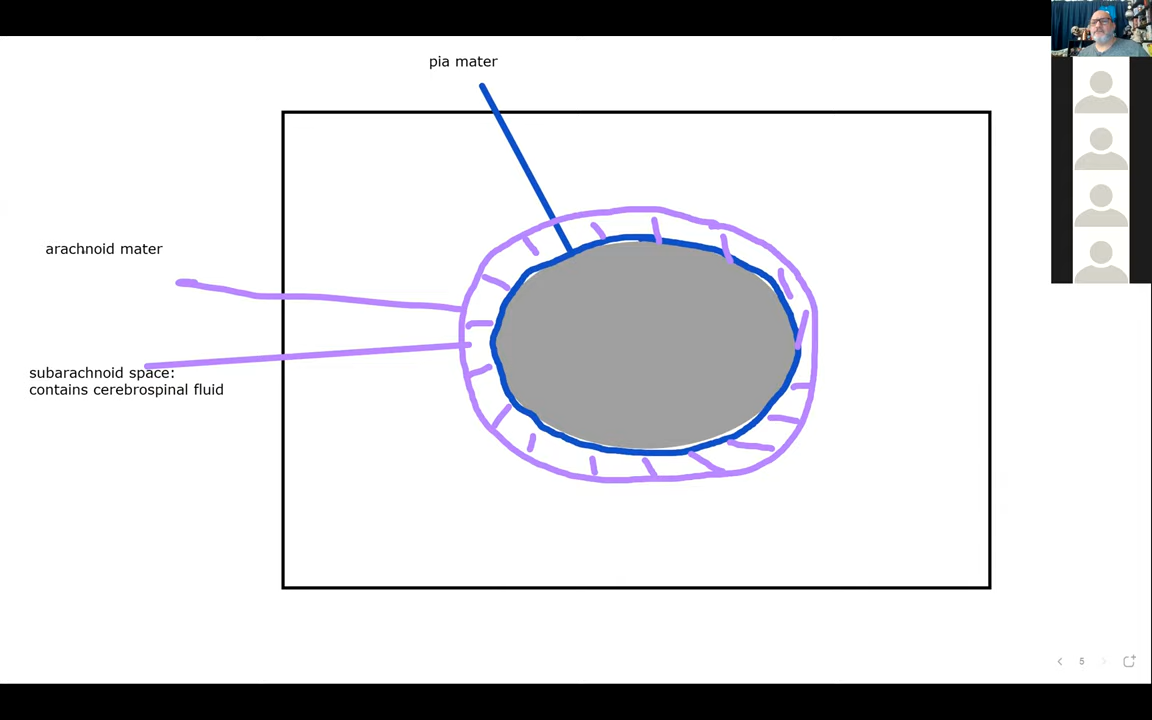 pia mater
arachnoid mater
subarachnoid space:
contains cerebrospinal fluid
5